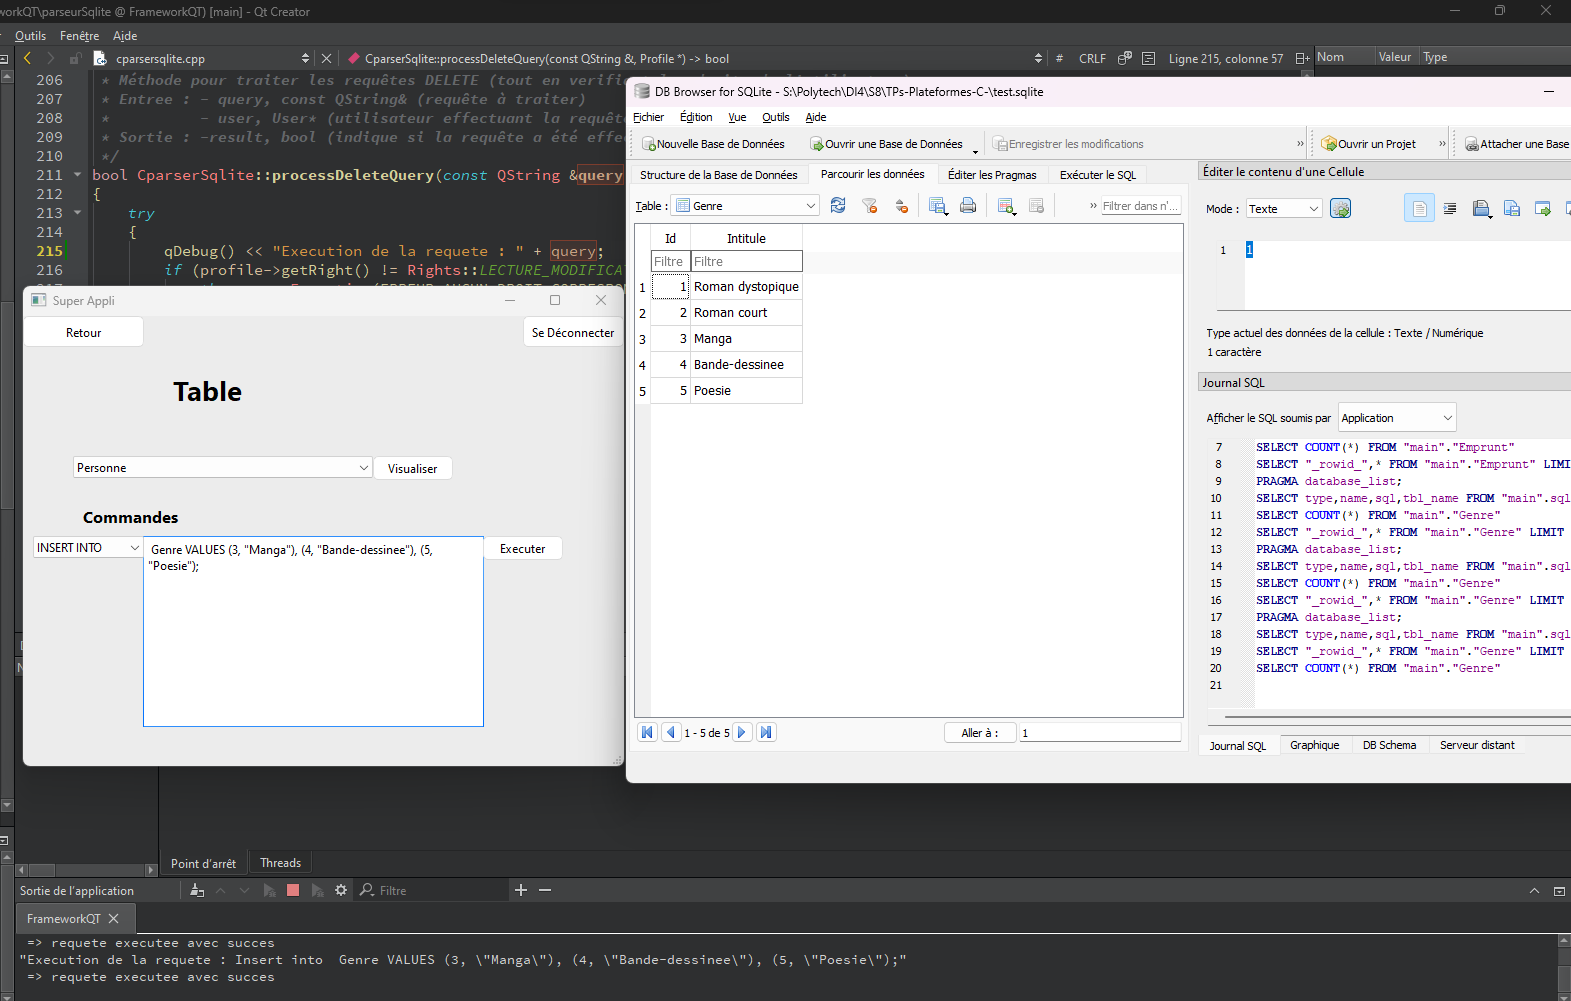 workQT\parseurSqlite @ FrameworkQT) [main] - Qt Creator
Outils Fenêtre Aide
cparsersqlite.cpp
CparserSqlite::processDeleteQuery(const QString &, Profile *) -> bool
# CRLF Ligne 215, colonne 57
Nom Valeur Type
206 * Méthode pour traiter les requêtes DELETE
207 * Entree : - query, const QString& (requête à traiter)
208 * - user, User* (utilisateur effectuant la requêt
209 * Sortie : -result, bool (indique si la requête a été effe
210 */
211 bool CparserSqlite::processDeleteQuery(const QString &query
212 {
213 try
214 {
215 qDebug() << "Execution de la requete : " + query;
216 if (profile->getRight() != Rights::LECTURE_MODIFICA
Super Appli
Retour
Se Déconnecter
Table
Personne
Visualiser
Commandes
INSERT INTO
Genre VALUES (3, "Manga"), (4, "Bande-dessinee"), (5,
"Poesie");
Executer
DB Browser for SQLite - S:\Polytech\DI4\S8\TPs-Plateformes-C-\test.sqlite
Fichier Édition Vue Outils Aide
Nouvelle Base de Données
Ouvrir une Base de Données
Enregistrer les modifications
»
Ouvrir un Projet
»
Attacher une Base
Structure de la Base de Données
Parcourir les données
Éditer les Pragmas
Exécuter le SQL
Table :
Genre
»
Filtrer dans n'...
Id Intitule
Filtre Filtre
1 1 Roman dystopique
2 2 Roman court
3 3 Manga
4 4 Bande-dessinee
5 5 Poesie
1 - 5 de 5
Aller à :
1
Éditer le contenu d'une Cellule
Mode :
Texte
1 1
Type actuel des données de la cellule : Texte / Numérique
1 caractère
Journal SQL
Afficher le SQL soumis par
Application
7 SELECT COUNT(*) FROM "main"."Emprunt"
8 SELECT "_rowid_",* FROM "main"."Emprunt" LIMI
9 PRAGMA database_list;
10 SELECT type,name,sql,tbl_name FROM "main".sql
11 SELECT COUNT(*) FROM "main"."Genre"
12 SELECT "_rowid_",* FROM "main"."Genre" LIMIT
13 PRAGMA database_list;
14 SELECT type,name,sql,tbl_name FROM "main".sql
15 SELECT COUNT(*) FROM "main"."Genre"
16 SELECT "_rowid_",* FROM "main"."Genre" LIMIT
17 PRAGMA database_list;
18 SELECT type,name,sql,tbl_name FROM "main".sql
19 SELECT "_rowid_",* FROM "main"."Genre" LIMIT
20 SELECT COUNT(*) FROM "main"."Genre"
21
Journal SQL
Graphique
DB Schema
Serveur distant
Point d'arrêt
Threads
Sortie de l'application
Filtre
FrameworkQT
=> requete executee avec succes
"Execution de la requete : Insert into  Genre VALUES (3, \"Manga\"), (4, \"Bande-dessinee\"), (5, \"Poesie\");"
=> requete executee avec succes